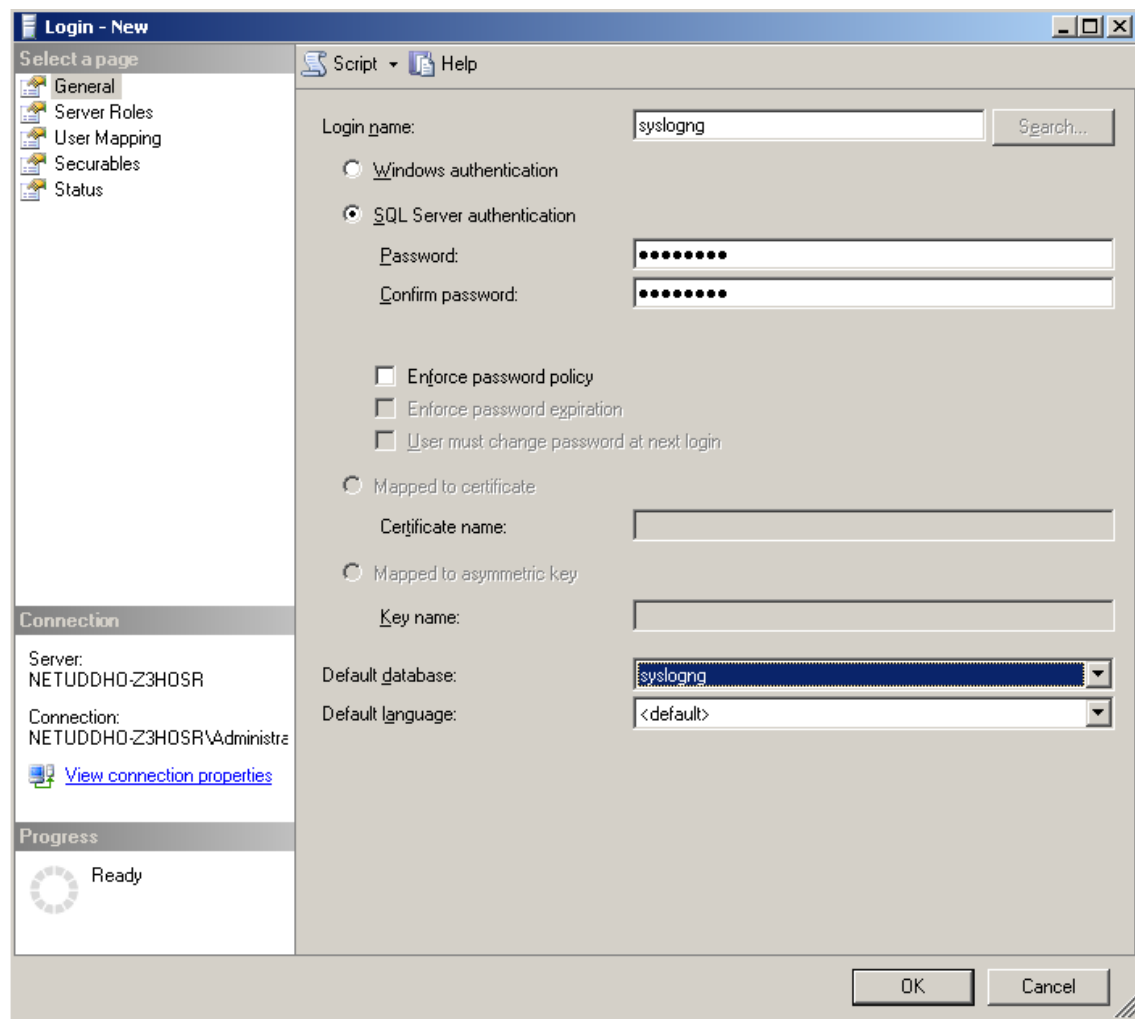 Login - New
Select a page
General
Server Roles
User Mapping
Securables
Status
Script Help
Login name: syslogng Search...
Windows authentication
SQL Server authentication
Password: ●●●●●●●●
Confirm password: ●●●●●●●●
Enforce password policy
Enforce password expiration
User must change password at next login
Mapped to certificate
Certificate name:
Mapped to asymmetric key
Key name:
Default database: syslogng
Default language: <default>
Connection
Server:
NETUDDHO-Z3HOSR
Connection:
NETUDDHO-Z3HOSR\Administra
View connection properties
Progress
Ready
OK Cancel